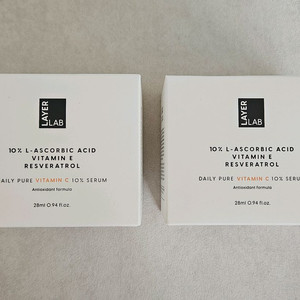 LAYER
LAB
10% L-ASCORBIC ACID
VITAMIN E
RESVERATROL
DAILY PURE VITAMIN C 10% SERUM
Antioxidant formula
28ml 0.94 fl oz.
LAYER
LAB
10% L-ASCORBIC ACID
VITAMIN E
RESVERATROL
DAILY PURE VITAMIN C 10% SERU
Antioxidant formula
28ml 0.94 fl oz.